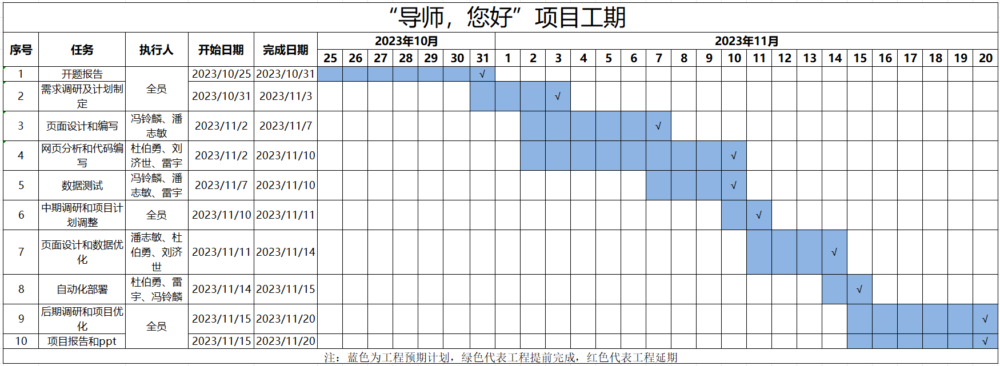 “导师，您好”项目工期
序号 任务 执行人 开始日期 完成日期 2023年10月 2023年11月
25 26 27 28 29 30 31 1 2 3 4 5 6 7 8 9 10 11 12 13 14 15 16 17 18 19 20
1 开题报告 全员 2023/10/25 2023/10/31 √
2 需求调研及计划制
定 2023/10/31 2023/11/3 √
3 页面设计和编写 冯铃麟、潘
志敏 2023/11/2 2023/11/7 √
4 网页分析和代码编
写 杜伯勇、刘
济世、雷宇 2023/11/2 2023/11/10 √
5 数据测试 冯铃麟、潘
志敏、雷宇 2023/11/7 2023/11/10 √
6 中期调研和项目计
划调整 全员 2023/11/10 2023/11/11 √
7 页面设计和数据优
化 潘志敏、杜
伯勇、刘济
世 2023/11/11 2023/11/14 √
8 自动化部署 杜伯勇、雷
宇、冯铃麟 2023/11/14 2023/11/15 √
9 后期调研和项目优
化 全员 2023/11/15 2023/11/20 √
10 项目报告和ppt 2023/11/15 2023/11/20 √
注：蓝色为工程预期计划，绿色代表工程提前完成，红色代表工程延期